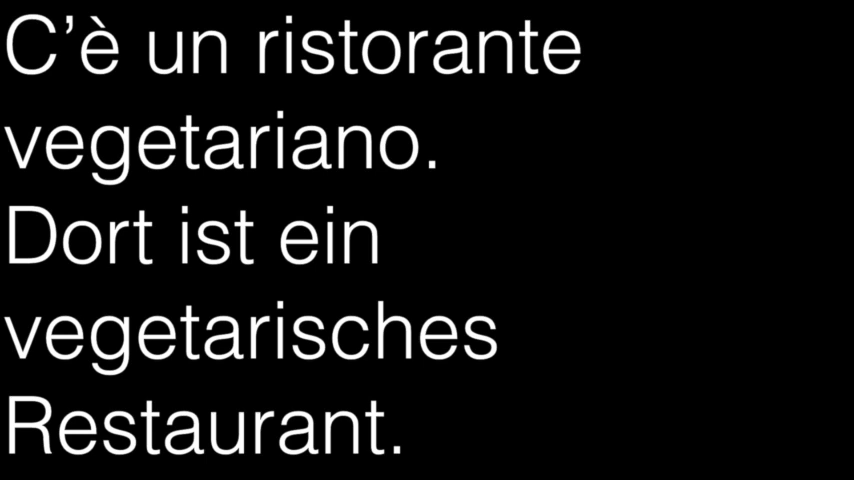 C’è un ristorante
vegetariano.
Dort ist ein
vegetarisches
Restaurant.